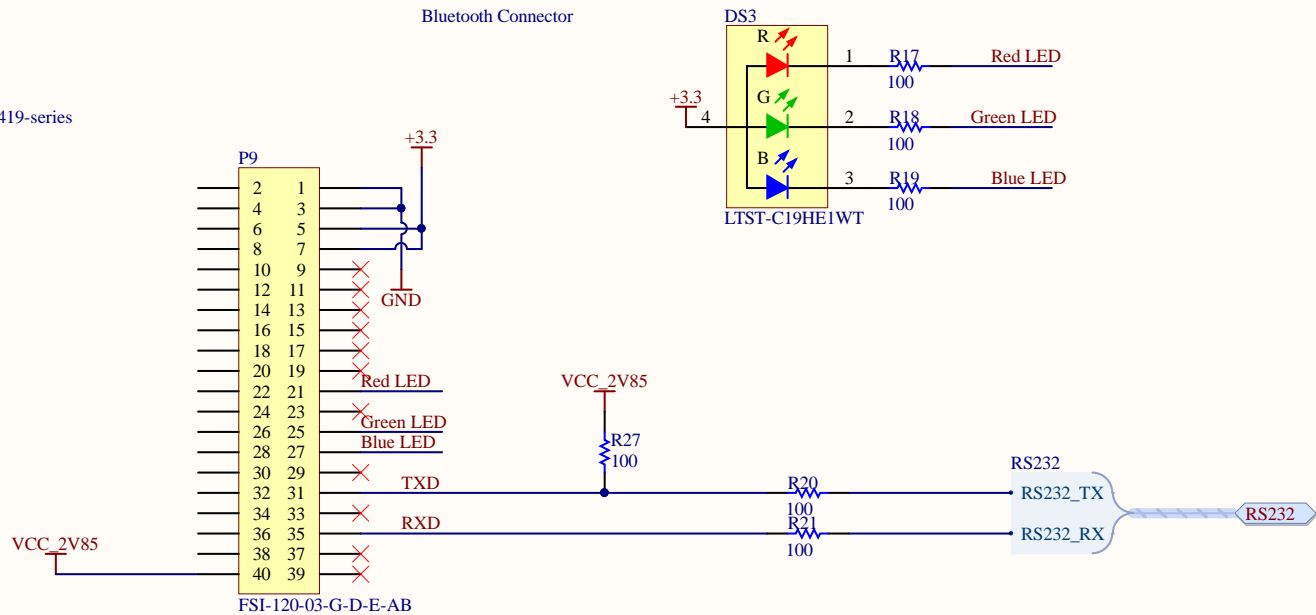 Bluetooth Connector
DS3
R
1
R17
Red LED
100
+3.3
4
G
2
R18
Green LED
100
B
3
R19
Blue LED
100
LTST-C19HE1WT
419-series
+3.3
P9
2 1
4 3
6 5
8 7
10 9
12 11
GND
14 13
16 15
18 17
20 19
22 21 Red LED
24 23
26 25 Green LED
28 27 Blue LED
30 29
32 31 TXD
34 33
36 35 RXD
38 37
40 39
VCC_2V85
FSI-120-03-G-D-E-AB
VCC_2V85
R27
100
R20
100
R21
100
RS232
RS232_TX
RS232_RX
RS232